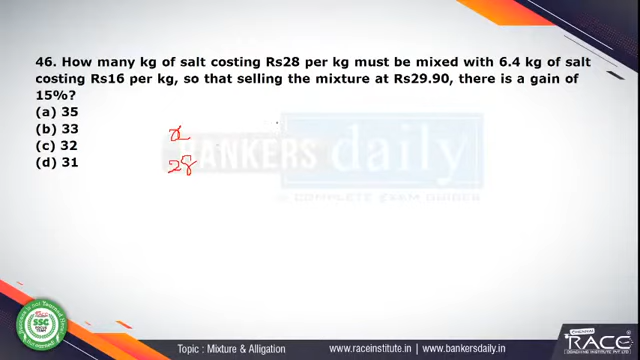 46. How many kg of salt costing Rs28 per kg must be mixed with 6.4 kg of salt
costing Rs16 per kg, so that selling the mixture at Rs29.90, there is a gain of
15%?
(a) 35
(b) 33
(c) 32
(d) 31
x
28
BANKERS daily
COMPLETE EXAM GUIDER
SSC
Topic : Mixture & Alligation
www.raceinstitute.in | www.bankersdaily.in
RACE